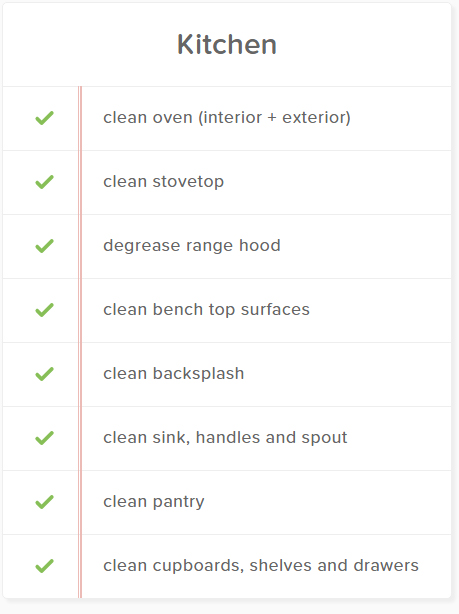 Kitchen
clean oven (interior + exterior)
clean stovetop
degrease range hood
clean bench top surfaces
clean backsplash
clean sink, handles and spout
clean pantry
clean cupboards, shelves and drawers